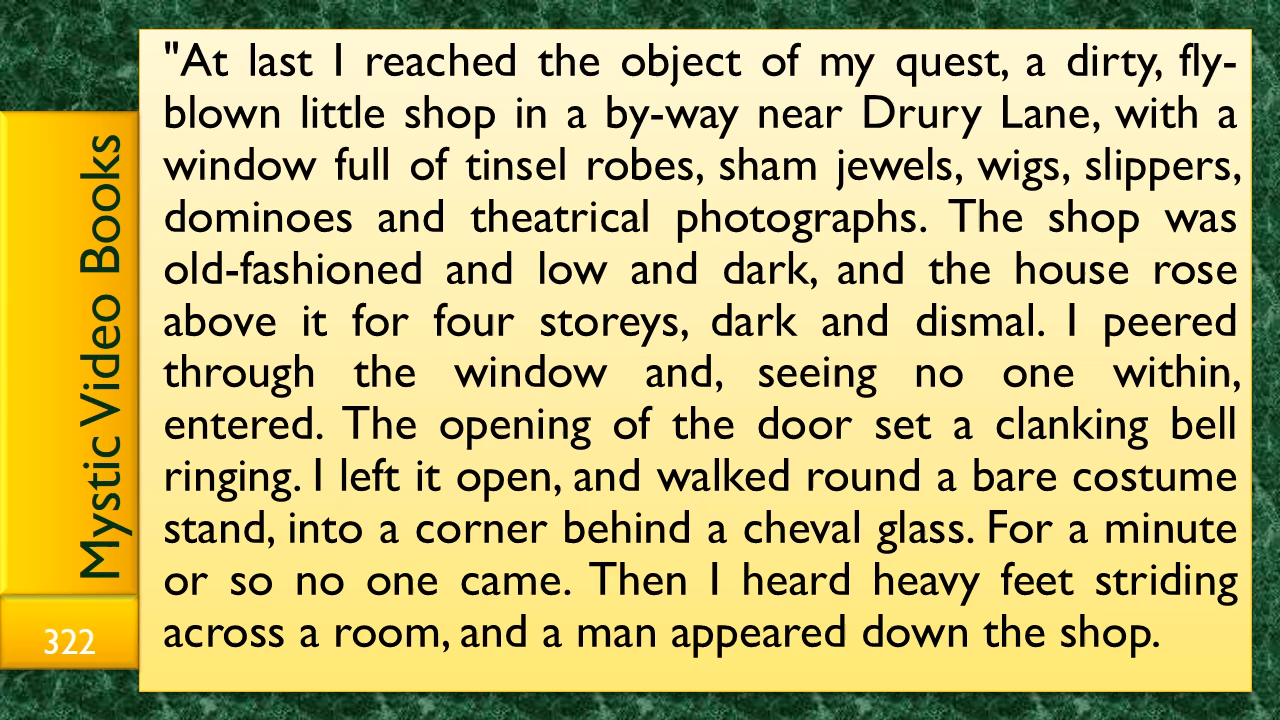 "At last I reached the object of my quest, a dirty, fly-
blown little shop in a by-way near Drury Lane, with a
window full of tinsel robes, sham jewels, wigs, slippers,
dominoes and theatrical photographs. The shop was
old-fashioned and low and dark, and the house rose
above it for four storeys, dark and dismal. I peered
through the window and, seeing no one within,
entered. The opening of the door set a clanking bell
ringing. I left it open, and walked round a bare costume
stand, into a corner behind a cheval glass. For a minute
or so no one came. Then I heard heavy feet striding
across a room, and a man appeared down the shop.
Mystic Video Books
322